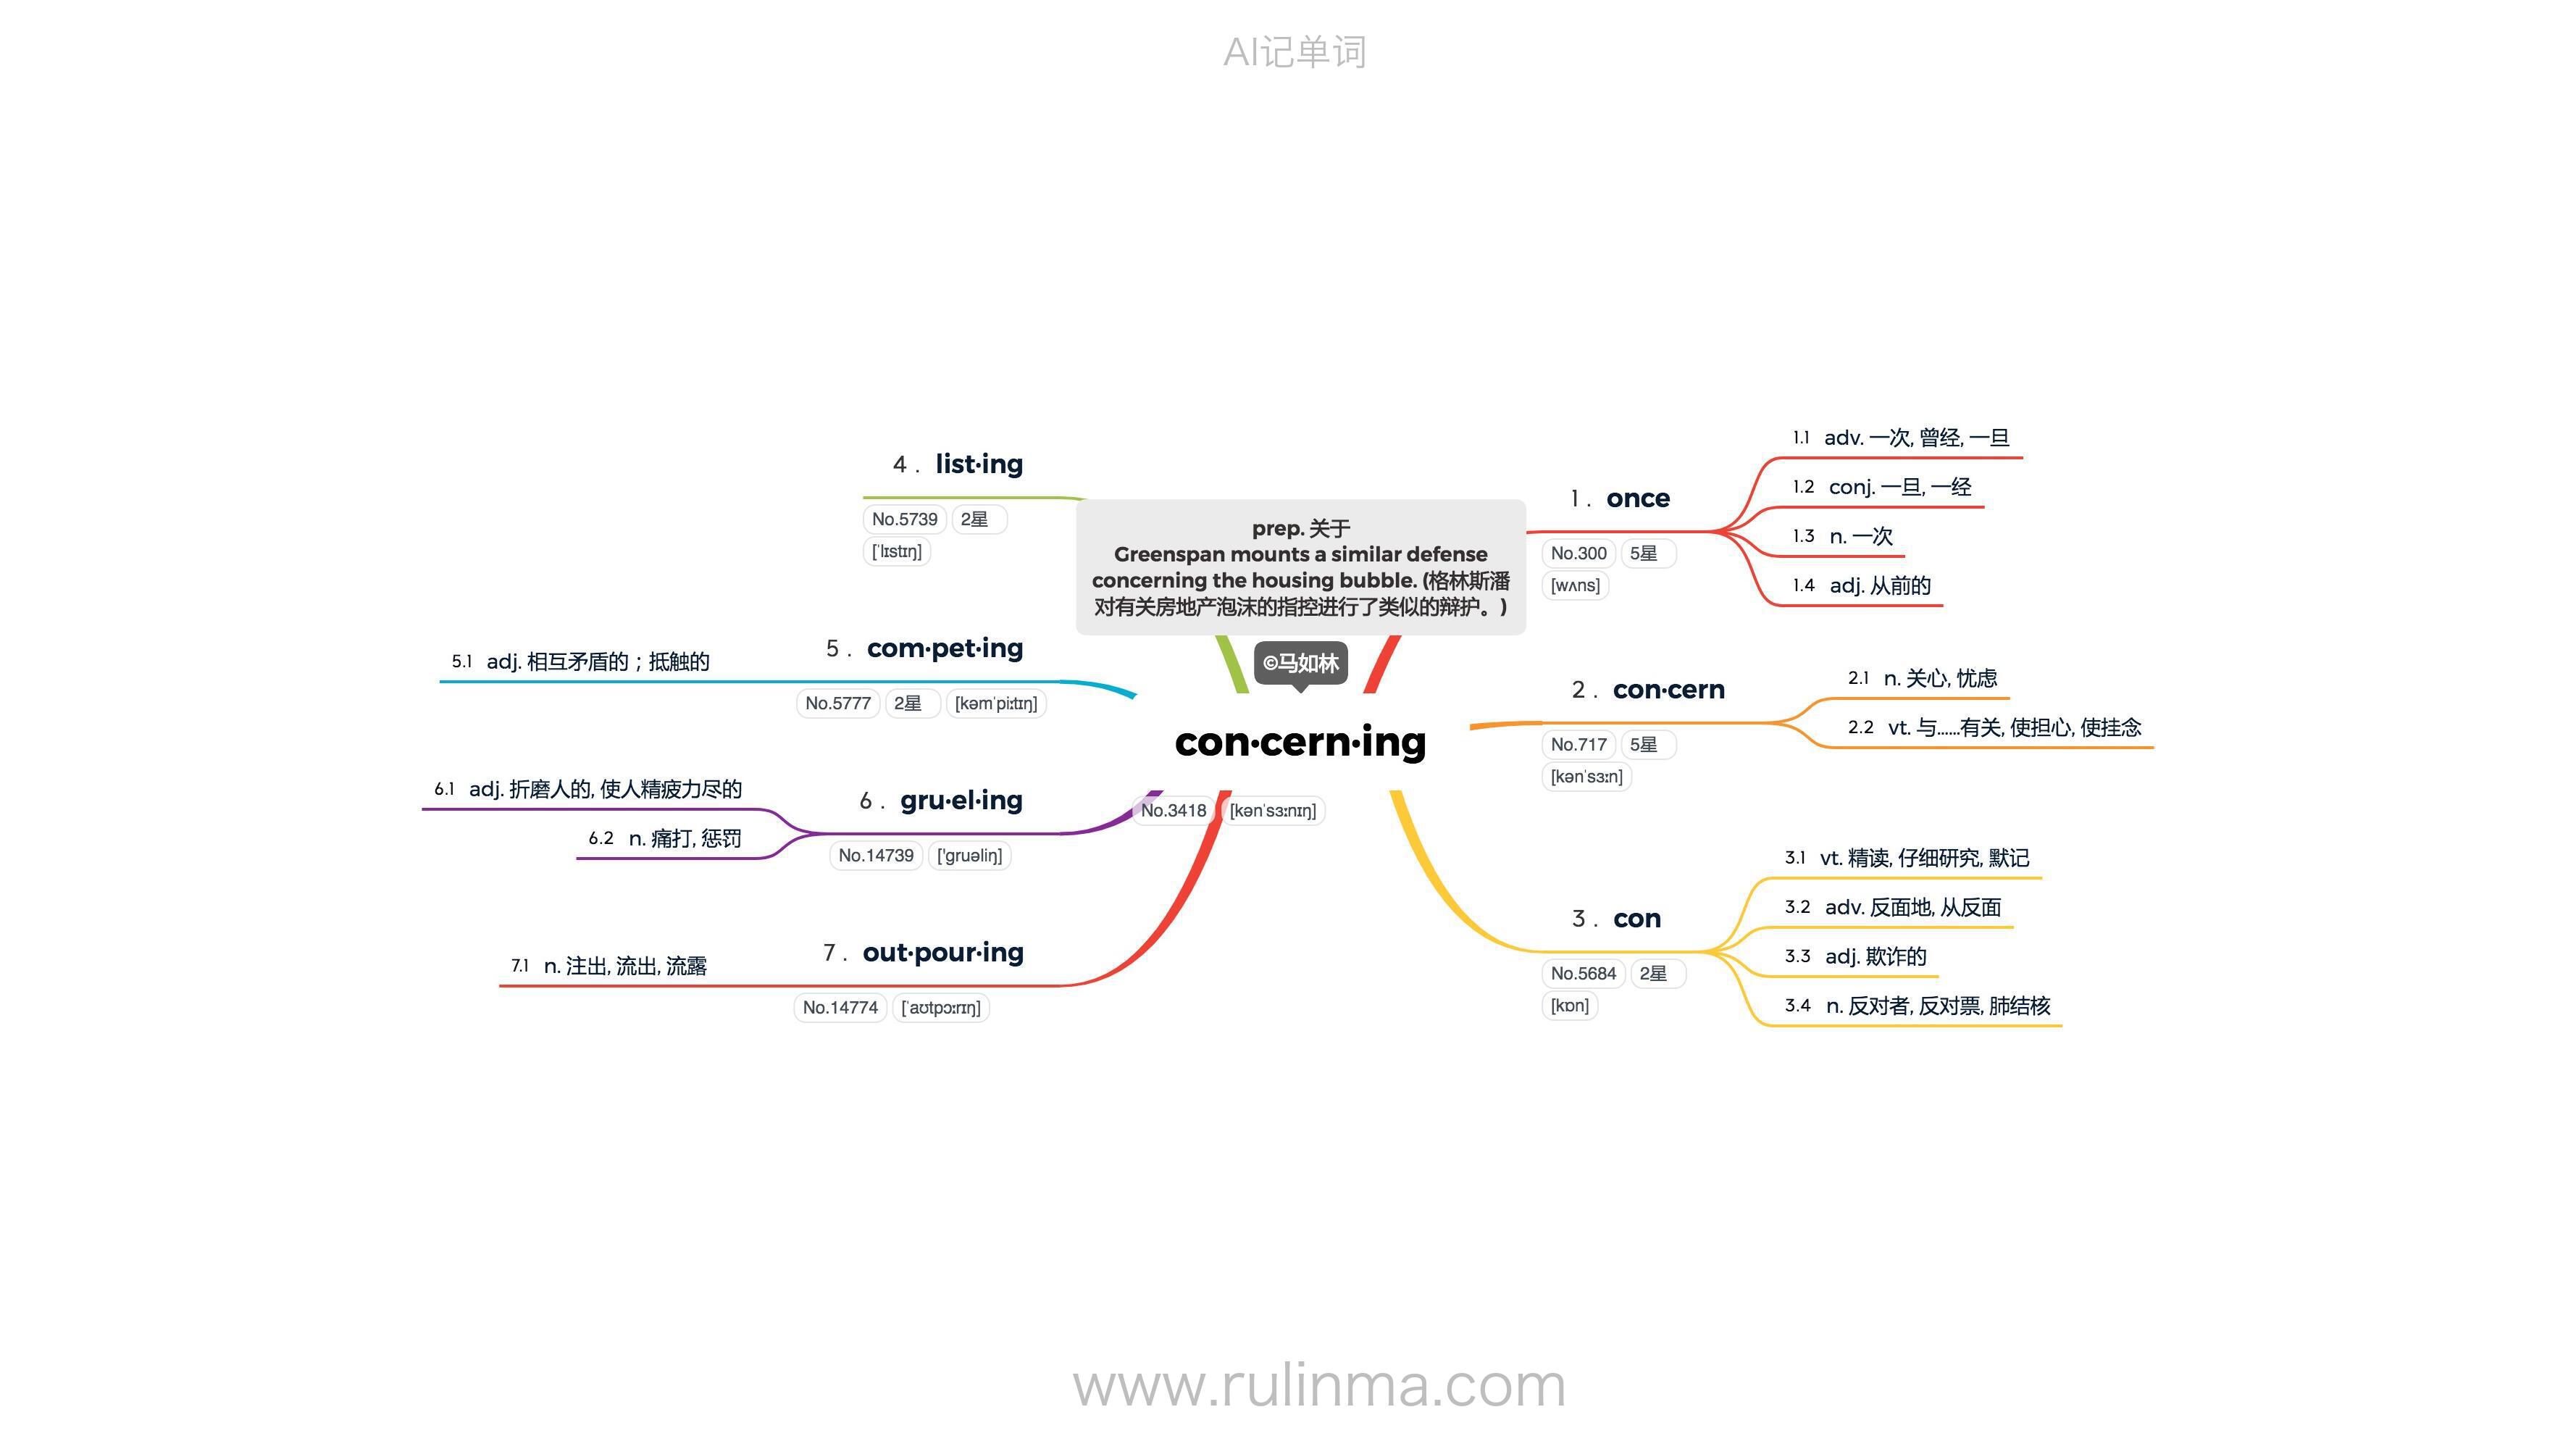 AI记单词
prep. 关于
Greenspan mounts a similar defense
concerning the housing bubble. (格林斯潘
对有关房地产泡沫的指控进行了类似的辩护。)
©马如林
con·cern·ing
No.3418 [kənˈsɜːnɪŋ]
1 . once
No.300 5星
[wʌns]
1.1 adv. 一次, 曾经, 一旦
1.2 conj. 一旦, 一经
1.3 n. 一次
1.4 adj. 从前的
2 . con·cern
No.717 5星
[kənˈsɜːn]
2.1 n. 关心, 忧虑
2.2 vt. 与……有关, 使担心, 使挂念
3 . con
No.5684 2星
[kɒn]
3.1 vt. 精读, 仔细研究, 默记
3.2 adv. 反面地, 从反面
3.3 adj. 欺诈的
3.4 n. 反对者, 反对票, 肺结核
4 . list·ing
No.5739 2星
[ˈlɪstɪŋ]
5 . com·pet·ing
No.5777 2星 [kəmˈpiːtɪŋ]
5.1 adj. 相互矛盾的；抵触的
6 . gru·el·ing
No.14739 ['gruəliŋ]
6.1 adj. 折磨人的, 使人精疲力尽的
6.2 n. 痛打, 惩罚
7 . out·pour·ing
No.14774 [ˈaʊtpɔːrɪŋ]
7.1 n. 注出, 流出, 流露
www.rulinma.com